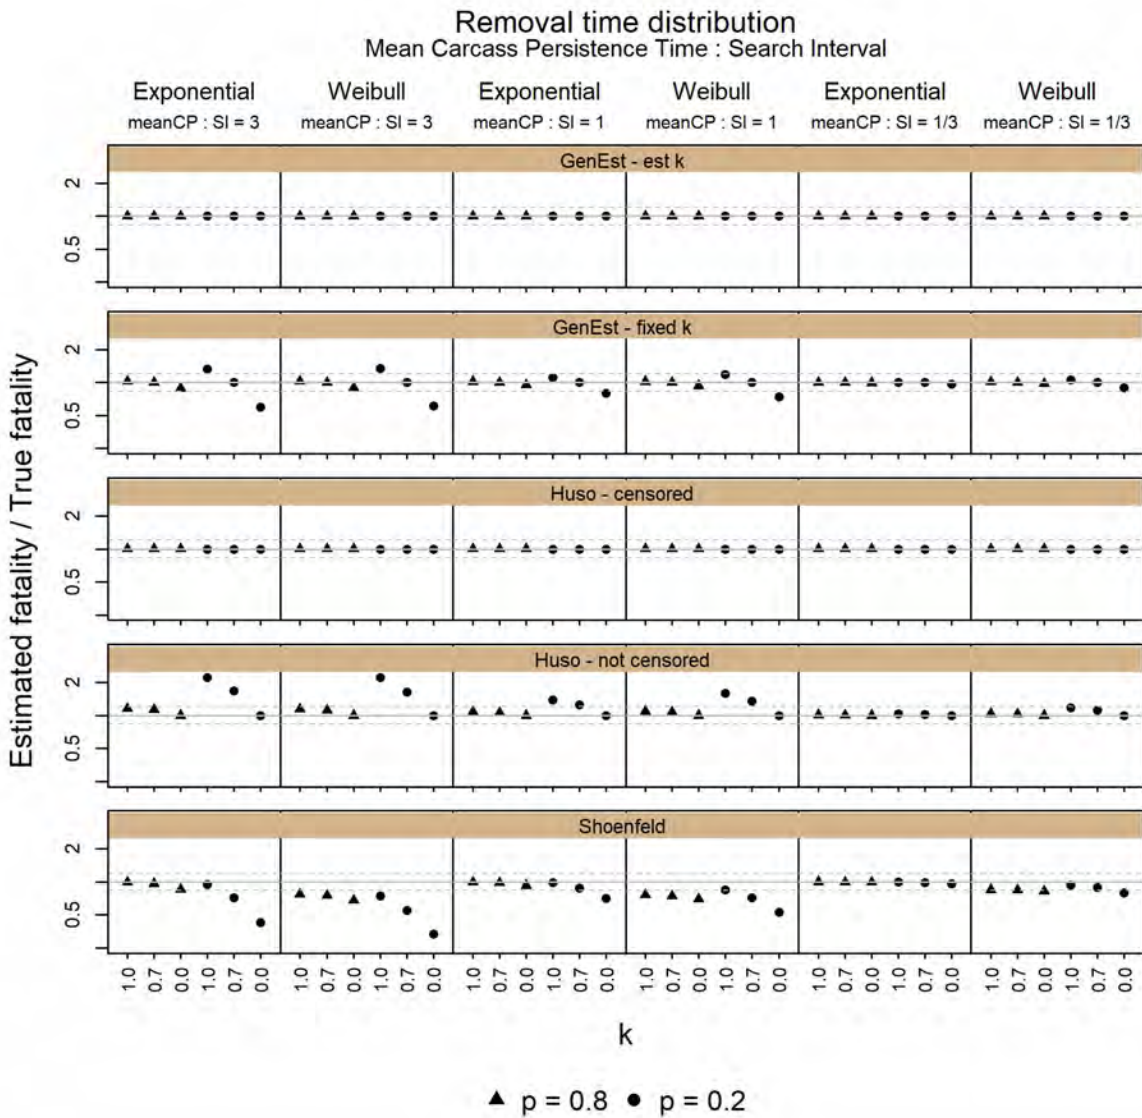 Removal time distribution
Mean Carcass Persistence Time : Search Interval
Exponential Weibull Exponential Weibull Exponential Weibull
meanCP : SI = 3 meanCP : SI = 3 meanCP : SI = 1 meanCP : SI = 1 meanCP : SI = 1/3 meanCP : SI = 1/3
Estimated fatality / True fatality
GenEst - est k
2
0.5
GenEst - fixed k
2
0.5
Huso - censored
2
0.5
Huso - not censored
2
0.5
Shoenfeld
2
0.5
1.0 0.7 0.0 1.0 0.7 0.0 1.0 0.7 0.0 1.0 0.7 0.0 1.0 0.7 0.0 1.0 0.7 0.0 1.0 0.7 0.0 1.0 0.7 0.0 1.0 0.7 0.0 1.0 0.7 0.0 1.0 0.7 0.0 1.0 0.7 0.0
k
p = 0.8 p = 0.2